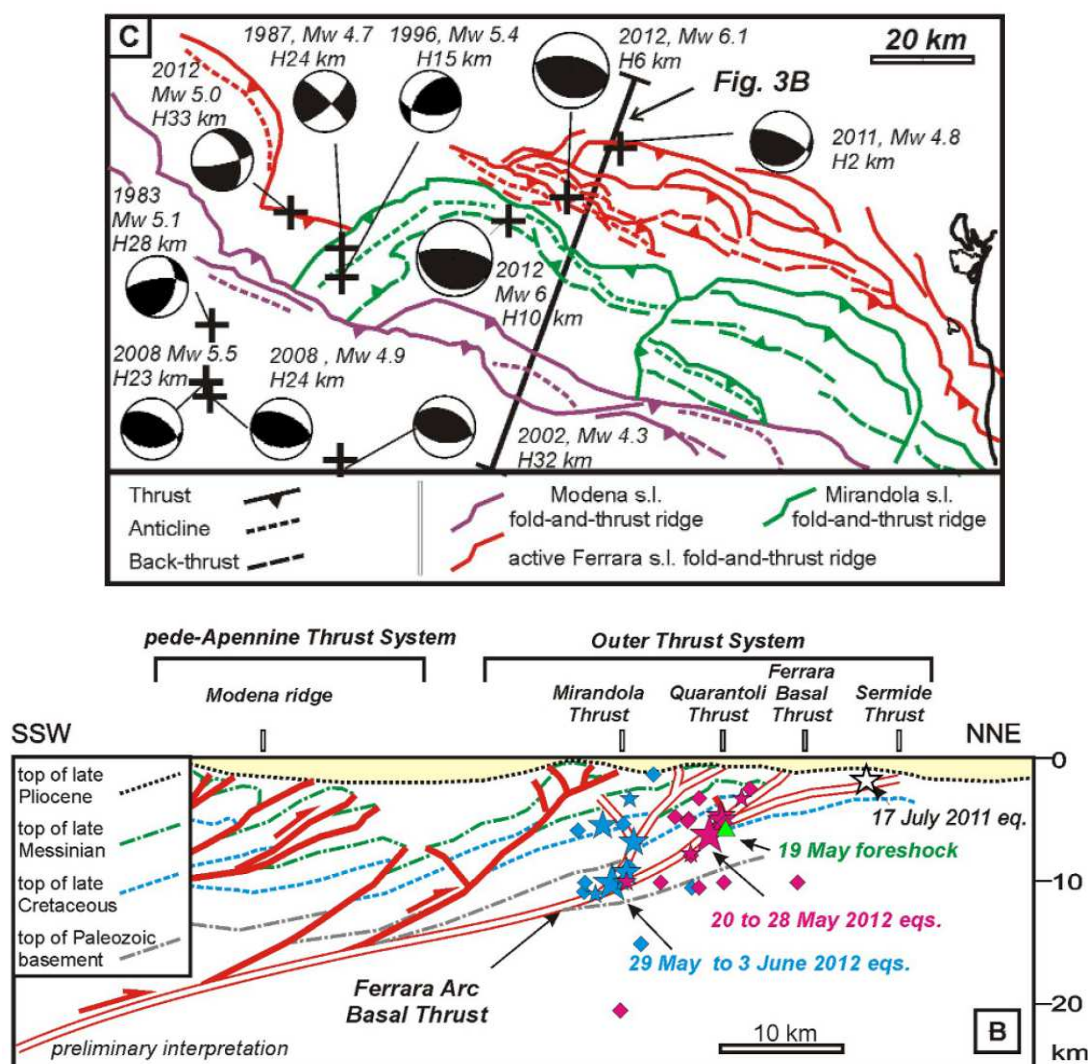 C
1987, Mw 4.7
H24 km
1996, Mw 5.4
H15 km
2012, Mw 6.1
H6 km
20 km
2012
Mw 5.0
H33 km
Fig. 3B
2011, Mw 4.8
H2 km
1983
Mw 5.1
H28 km
2012
Mw 6
H10 km
2008 Mw 5.5
H23 km
2008 , Mw 4.9
H24 km
2002, Mw 4.3
H32 km
Thrust
Anticline
Back-thrust
Modena s.l.
fold-and-thrust ridge
Mirandola s.l.
fold-and-thrust ridge
active Ferrara s.l. fold-and-thrust ridge
pede-Apennine Thrust System
Outer Thrust System
Modena ridge
Mirandola
Thrust
Quarantoli
Thrust
Ferrara
Basal
Thrust
Sermide
Thrust
SSW
NNE
top of late
Pliocene
top of late
Messinian
top of late
Cretaceous
top of Paleozoic
basement
0
17 July 2011 eq.
19 May foreshock
10
20 to 28 May 2012 eqs.
29 May to 3 June 2012 eqs.
Ferrara Arc
Basal Thrust
20
10 km
B
km
preliminary interpretation